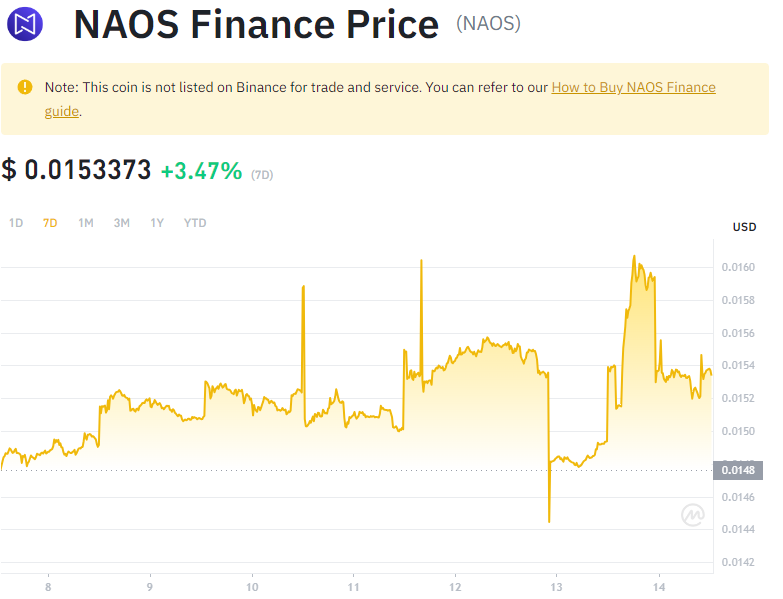 NAOS Finance Price (NAOS)
Note: This coin is not listed on Binance for trade and service. You can refer to our How to Buy NAOS Finance
guide.
$ 0.0153373 +3.47% (7D)
1D 7D 1M 3M 1Y YTD
USD
0.0160
0.0158
0.0156
0.0154
0.0152
0.0150
0.0148
0.0146
0.0144
0.0142
8 9 10 11 12 13 14